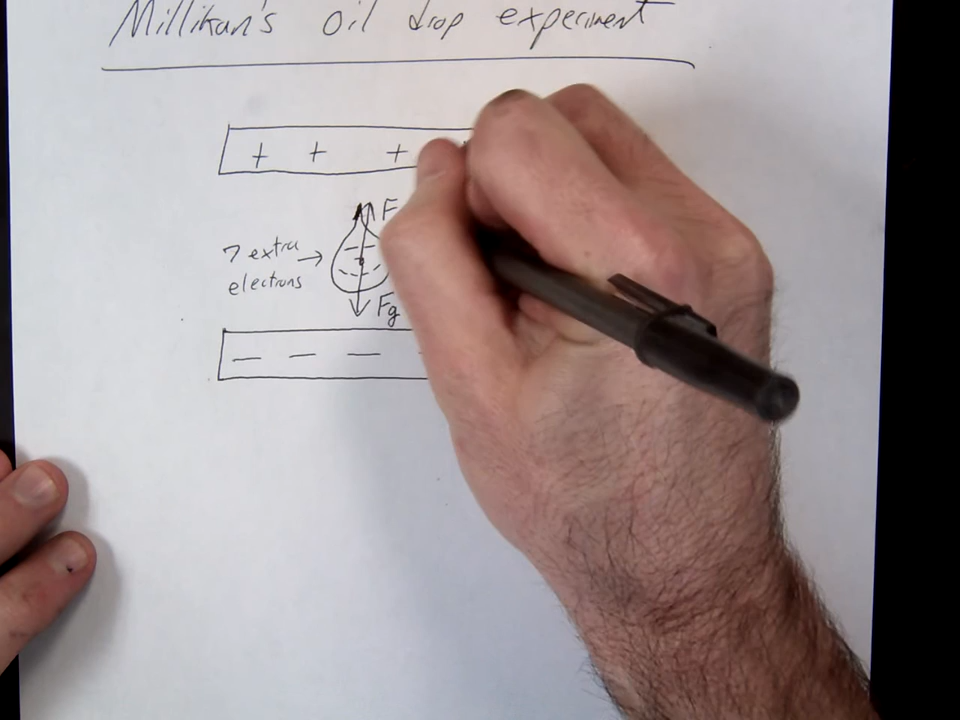 Millikan's oil drop experiment
+ + +
F
7 extra
electrons
Fg
— — —